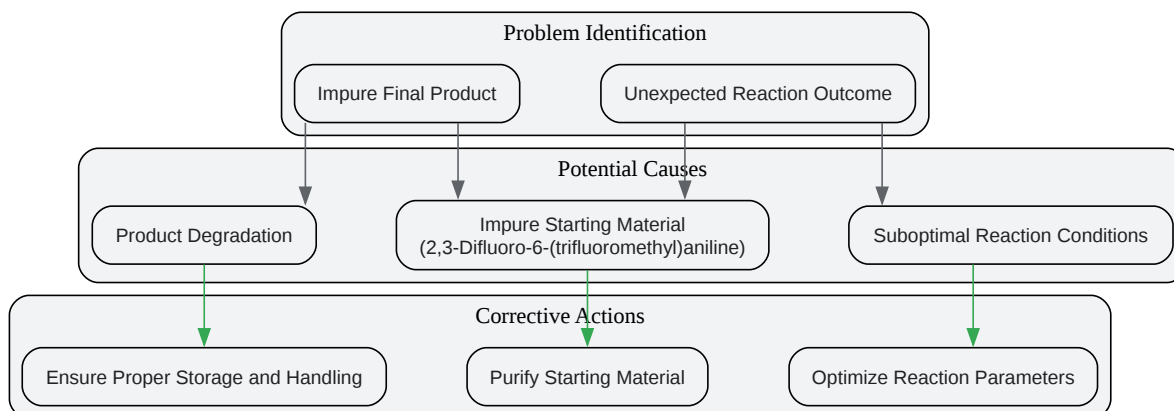 Problem Identification
Impure Final Product
Unexpected Reaction Outcome
Potential Causes
Product Degradation
Impure Starting Material
(2,3-Difluoro-6-(trifluoromethyl)aniline)
Suboptimal Reaction Conditions
Corrective Actions
Ensure Proper Storage and Handling
Purify Starting Material
Optimize Reaction Parameters